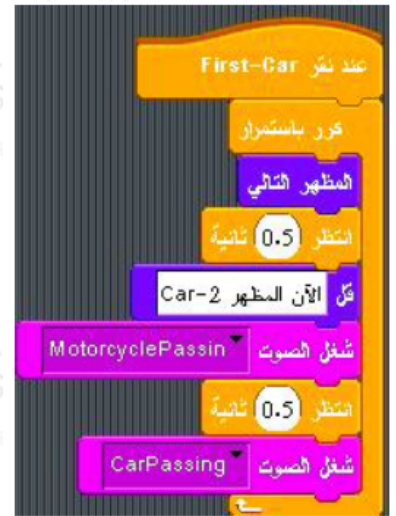 عند نقر First-Car
كرر باستمرار
المظهر التالي
انتظر 0.5 ثانية
قل الآن المظهر Car-2
شغل الصوت MotorcyclePassin
انتظر 0.5 ثانية
شغل الصوت CarPassing